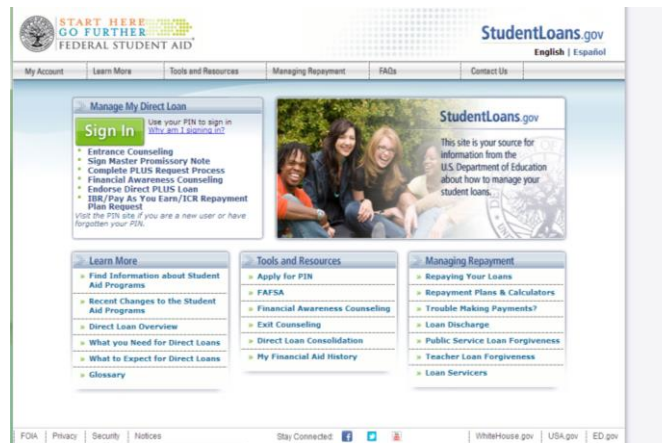 START HERE
GO FURTHER
FEDERAL STUDENT AID
StudentLoans.gov
English | Español
My Account
Learn More
Tools and Resources
Managing Repayment
FAQs
Contact Us
Manage My Direct Loan
Sign In
Use your PIN to sign in
Why am I signing in?
Entrance Counseling
Sign Master Promissory Note
Complete PLUS Request Process
Financial Awareness Counseling
Endorse Direct PLUS Loan
IBR/Pay As You Earn/ICR Repayment
Plan Request
Visit the PIN site if you are a new user or have
forgotten your PIN.
StudentLoans.gov
This site is your source for
information from the
U.S. Department of Education
about how to manage your
student loans.
Learn More
Find Information about Student
Aid Programs
Recent Changes to the Student
Aid Programs
Direct Loan Overview
What you Need for Direct Loans
What to Expect for Direct Loans
Glossary
Tools and Resources
Apply for PIN
FAFSA
Financial Awareness Counseling
Exit Counseling
Direct Loan Consolidation
My Financial Aid History
Managing Repayment
Repaying Your Loans
Repayment Plans & Calculators
Trouble Making Payments?
Loan Discharge
Public Service Loan Forgiveness
Teacher Loan Forgiveness
Loan Servicers
FOIA | Privacy | Security | Notices
Stay Connected:
WhiteHouse.gov | USA.gov | ED.gov